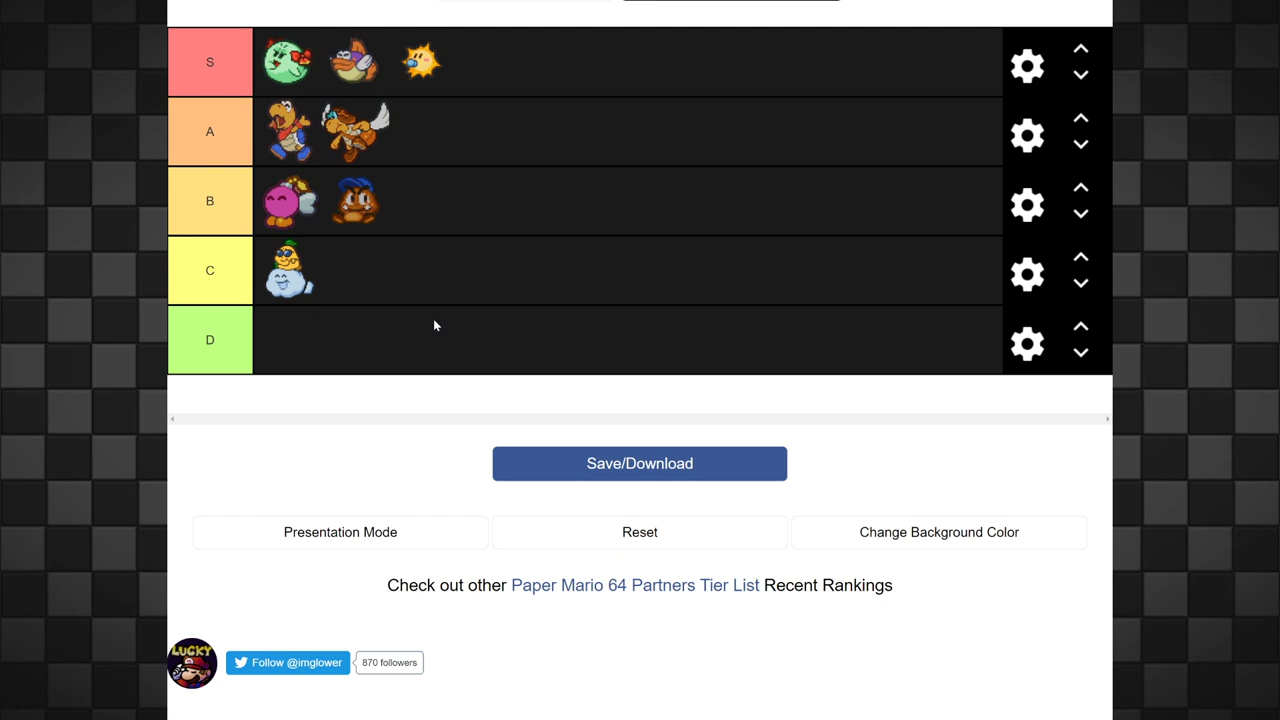 S
A
B
C
D
Save/Download
Presentation Mode
Reset
Change Background Color
Check out other Paper Mario 64 Partners Tier List Recent Rankings
LUCKY
Follow @imglower
870 followers